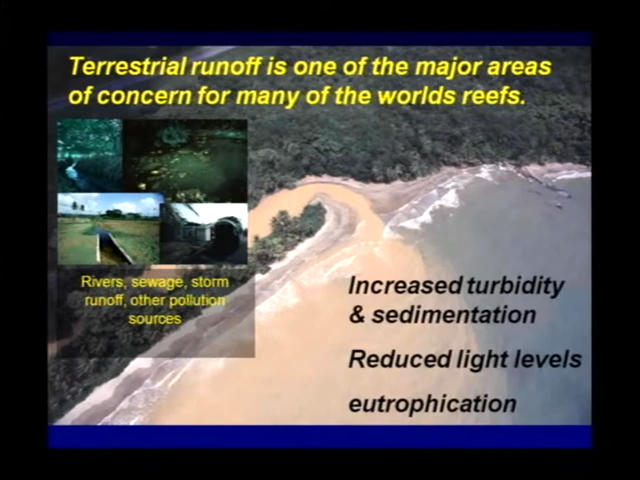 Terrestrial runoff is one of the major areas
of concern for many of the worlds reefs.
Rivers, sewage, storm
runoff, other pollution
sources
Increased turbidity
& sedimentation
Reduced light levels
eutrophication